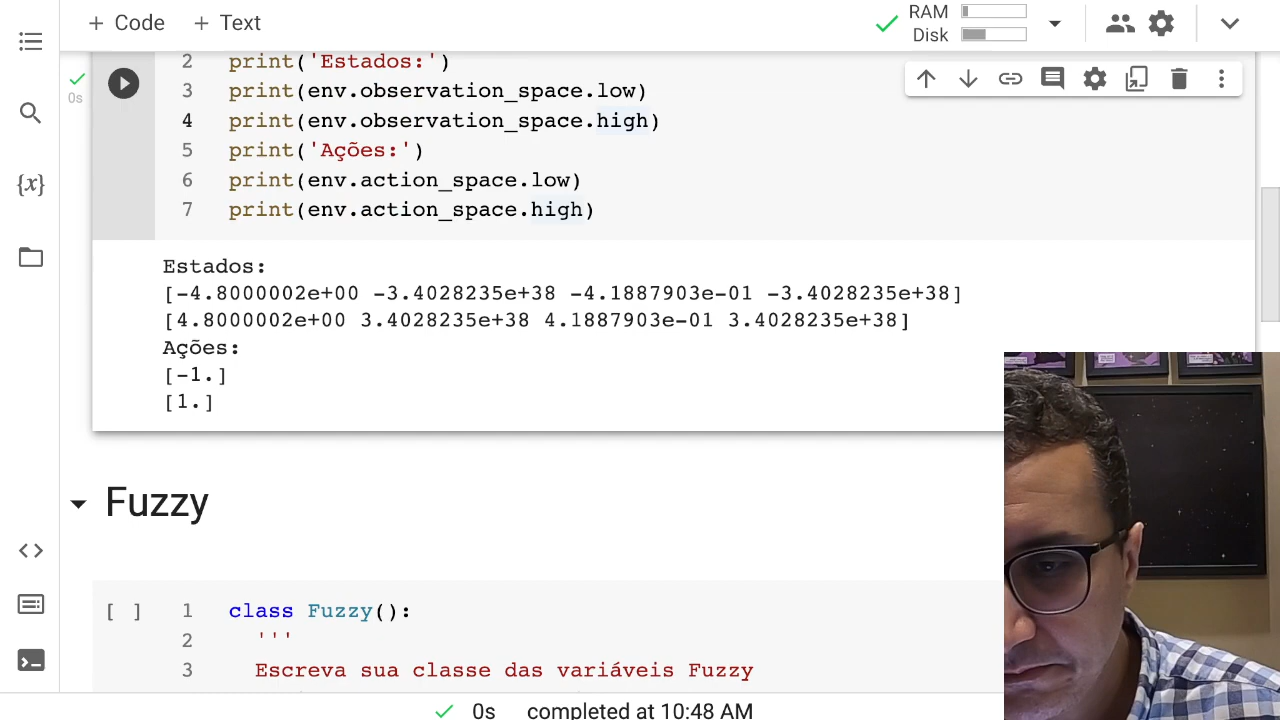 + Code + Text
RAM
Disk
0s
2 print('Estados:')
3 print(env.observation_space.low)
4 print(env.observation_space.high)
5 print('Ações:')
6 print(env.action_space.low)
7 print(env.action_space.high)
{x}
Estados:
[-4.8000002e+00 -3.4028235e+38 -4.1887903e-01 -3.4028235e+38]
[4.8000002e+00 3.4028235e+38 4.1887903e-01 3.4028235e+38]
Ações:
[-1.]
[1.]
Fuzzy
[ ] 1 class Fuzzy():
2 '''
3 Escreva sua classe das variáveis Fuzzy
0s completed at 10:48 AM